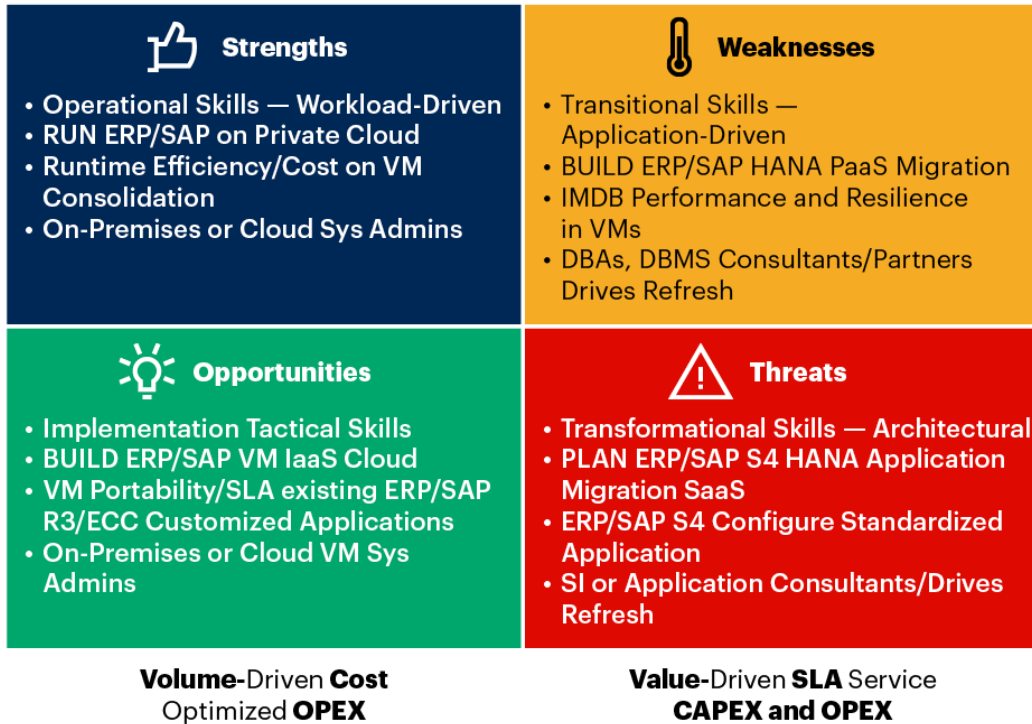 Strengths
• Operational Skills — Workload-Driven
• RUN ERP/SAP on Private Cloud
• Runtime Efficiency/Cost on VM
Consolidation
• On-Premises or Cloud Sys Admins
Weaknesses
• Transitional Skills —
Application-Driven
• BUILD ERP/SAP HANA PaaS Migration
• IMDB Performance and Resilience
in VMs
• DBAs, DBMS Consultants/Partners
Drives Refresh
Opportunities
• Implementation Tactical Skills
• BUILD ERP/SAP VM IaaS Cloud
• VM Portability/SLA existing ERP/SAP
R3/ECC Customized Applications
• On-Premises or Cloud VM Sys
Admins
Threats
• Transformational Skills — Architectural
• PLAN ERP/SAP S4 HANA Application
Migration SaaS
• ERP/SAP S4 Configure Standardized
Application
• SI or Application Consultants/Drives
Refresh
Volume-Driven Cost
Optimized OPEX
Value-Driven SLA Service
CAPEX and OPEX